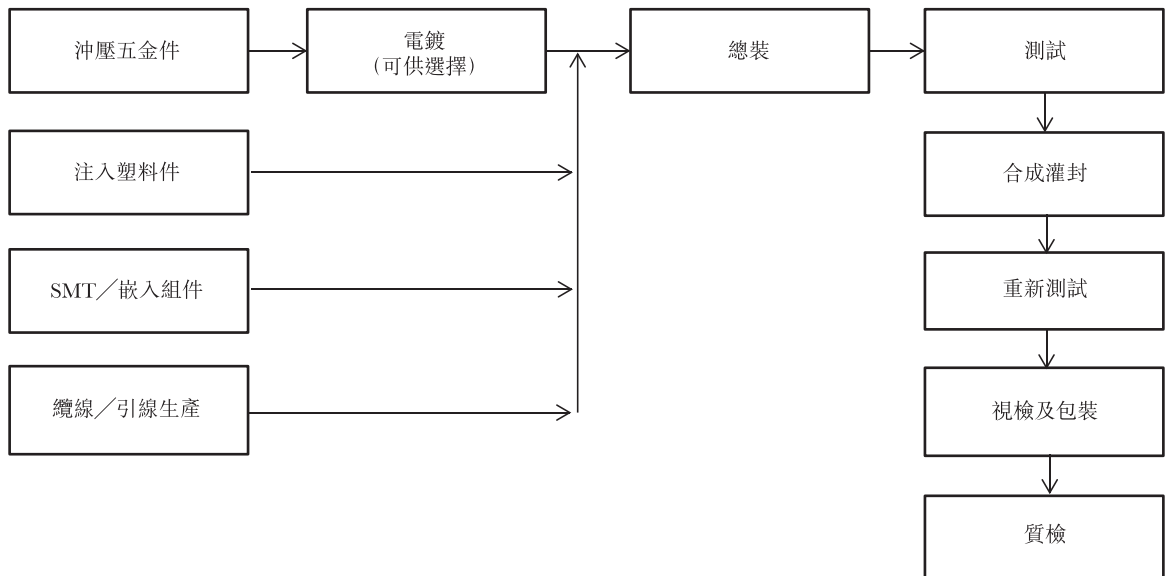 沖壓五金件
電鍍
(可供選擇)
總裝
測試
注入塑料件
合成灌封
SMT／嵌入組件
重新測試
纜線／引線生產
視檢及包裝
質檢